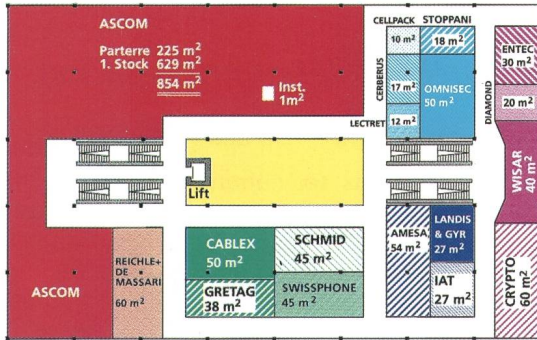 ASCOM
Parterre 225 m²
1. Stock 629 m²
854 m²
Inst.
1m²
CELLPACK
10 m²
STOPPANI
18 m²
CERBERUS
17 m²
OMNISEC
50 m²
LECTRET
12 m²
ENTEC
30 m²
DIAMOND
20 m²
WISAR
40 m²
Lift
ASCOM
REICHLE+
DE
MASSARI
60 m²
CABLEX
50 m²
SCHMID
45 m²
GRETAG
38 m²
SWISSPHONE
45 m²
AMESA
54 m²
LANDIS
& GYR
27 m²
IAT
27 m²
CRYPTO
60 m²